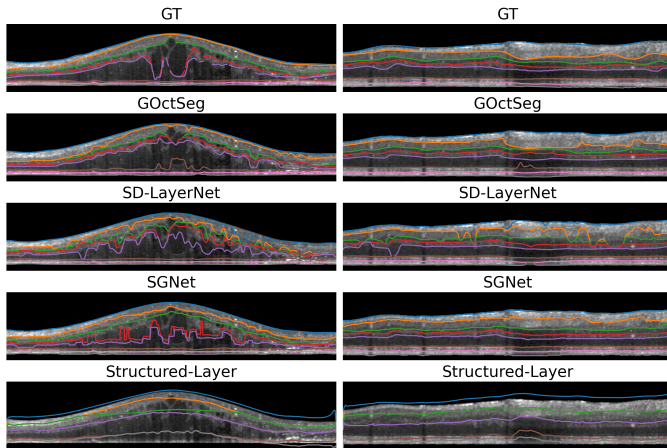 GT GT
GOctSeg GOctSeg
SD-LayerNet SD-LayerNet
SGNet SGNet
Structured-Layer Structured-Layer